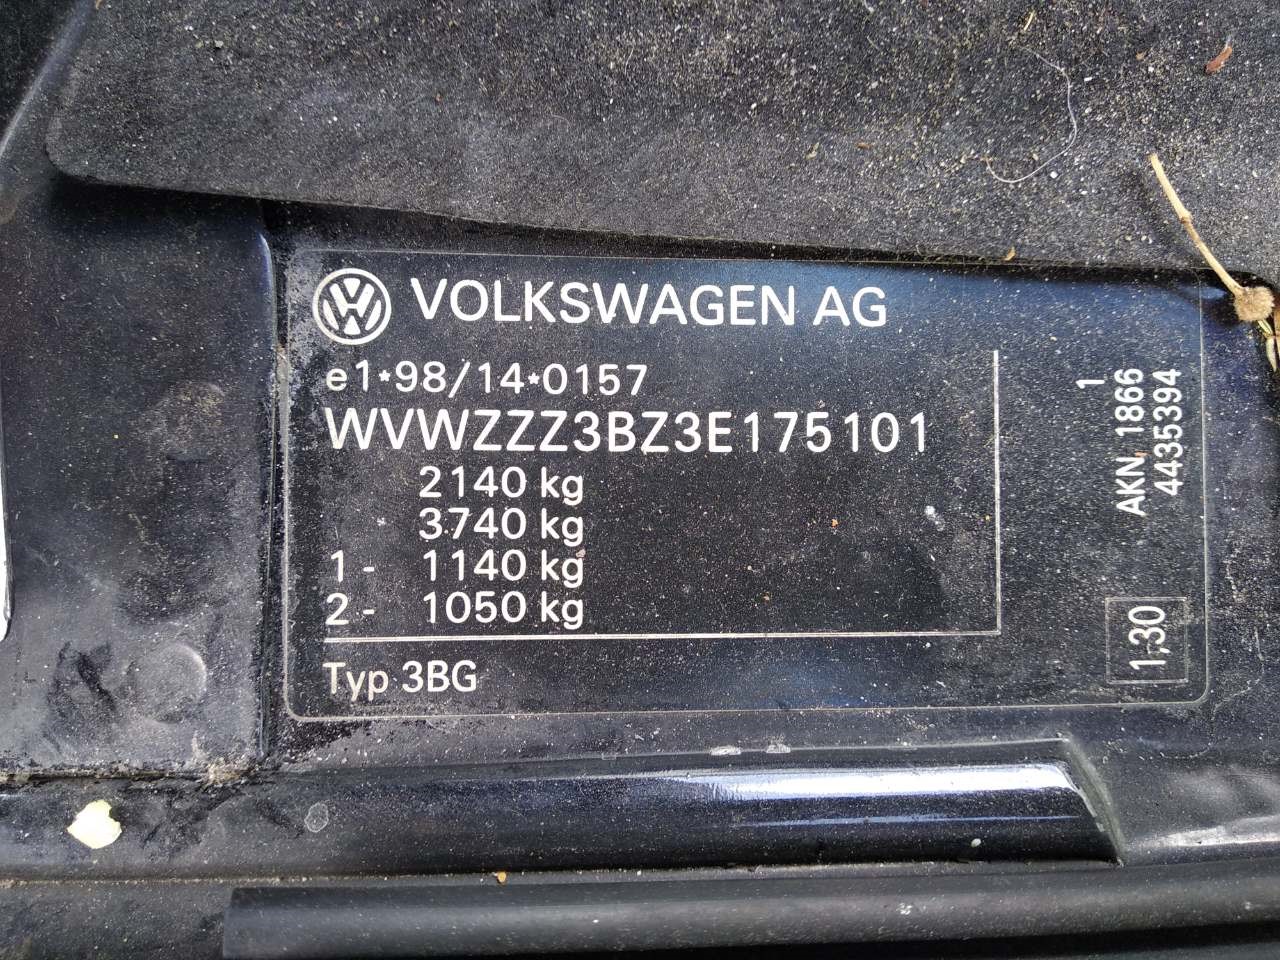 VOLKSWAGEN AG
e1*98/14*0157
WVWZZZ3BZ3E175101
2140 kg
3740 kg
1 - 1140 kg
2 - 1050 kg
Typ 3BG
1
AKN. 1866
4435394
1,30